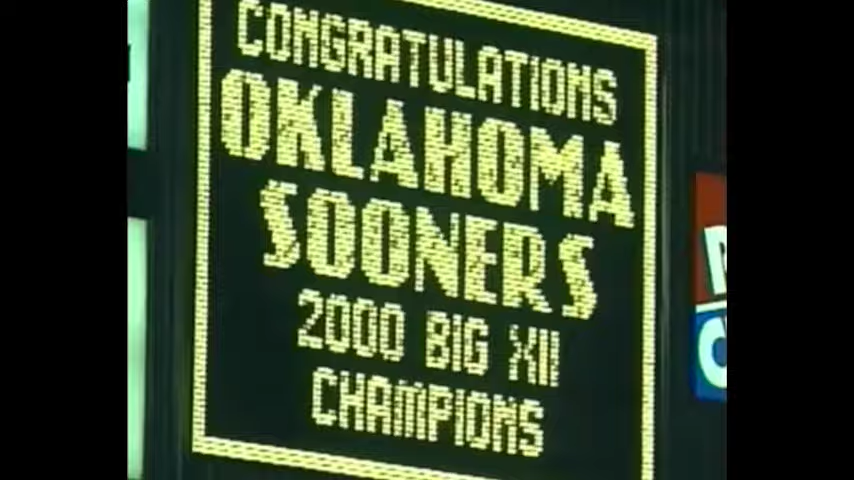 CONGRATULATIONS
OKLAHOMA
SOONERS
2000 BIG XII
CHAMPIONS